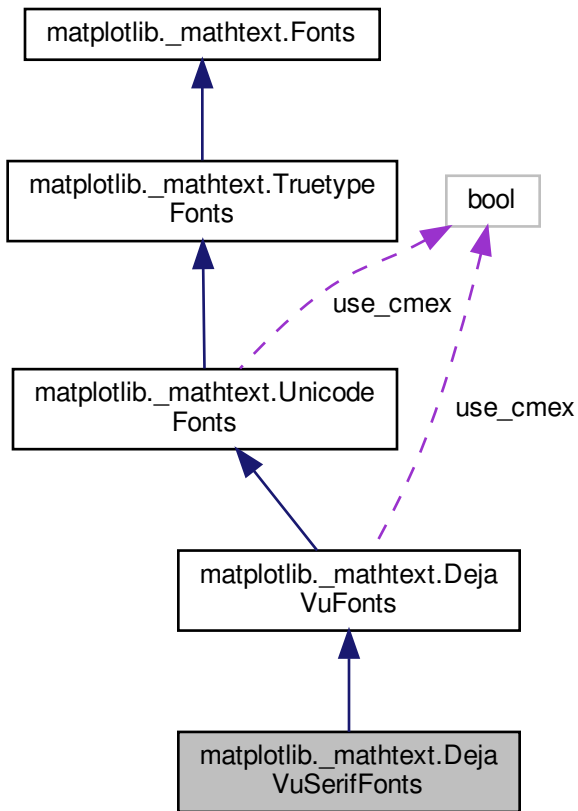 matplotlib._mathtext.Fonts
matplotlib._mathtext.Truetype
Fonts
bool
use_cmex
matplotlib._mathtext.Unicode
Fonts
use_cmex
matplotlib._mathtext.Deja
VuFonts
matplotlib._mathtext.Deja
VuSerifFonts